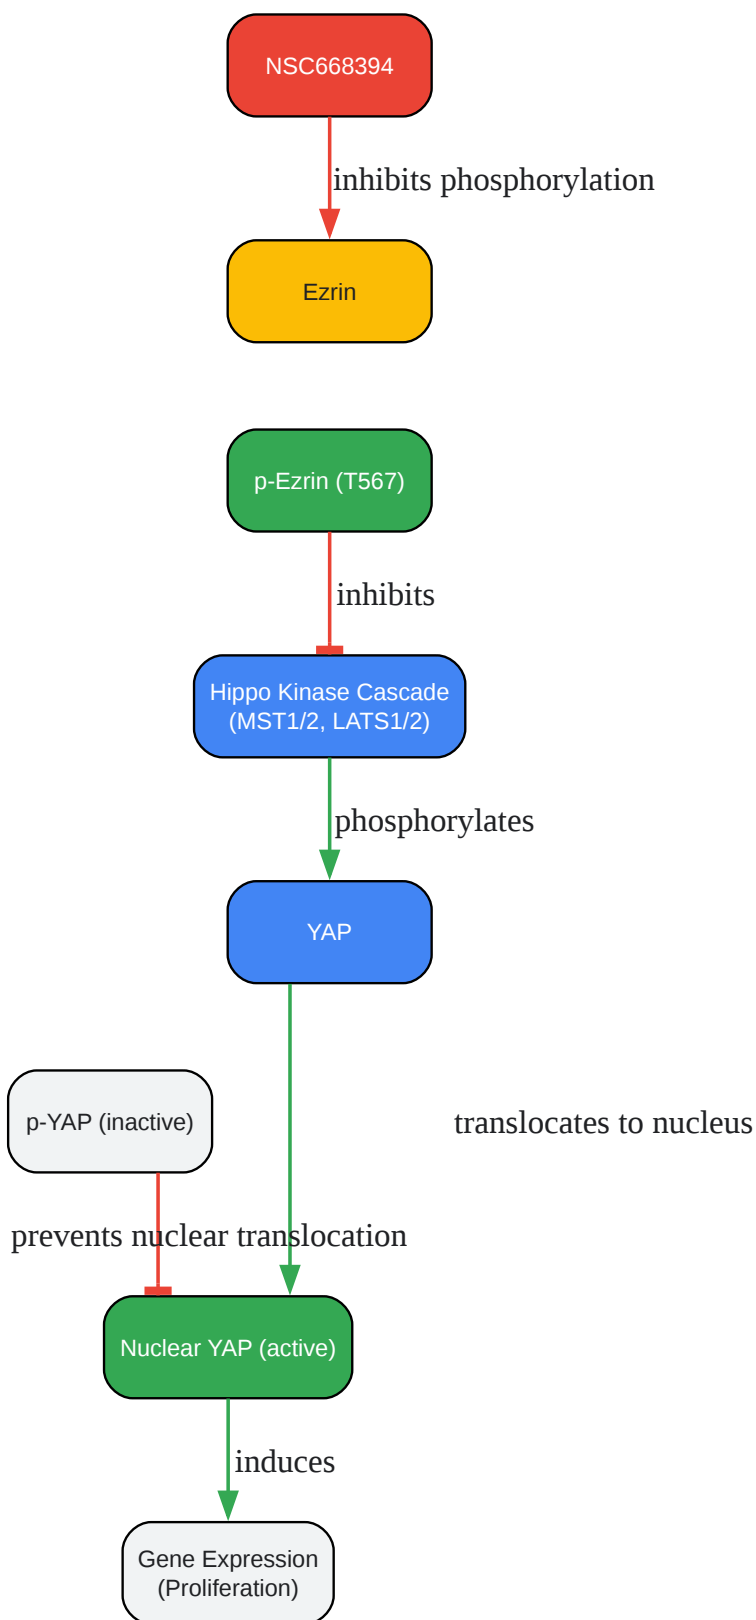 NSC668394
inhibits phosphorylation
Ezrin
p-Ezrin (T567)
inhibits
Hippo Kinase Cascade
(MST1/2, LATS1/2)
phosphorylates
YAP
p-YAP (inactive)
translocates to nucleus
prevents nuclear translocation
Nuclear YAP (active)
induces
Gene Expression
(Proliferation)